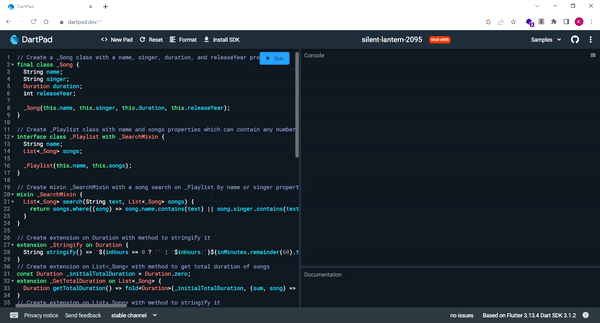 DartPad
dartpad.dev/?
DartPad
New Pad
Reset
Format
Install SDK
silent-lantern-2095
Samples
Run
Console
1 // Create a _Song class with a name, singer, duration, and releaseYear pro
2 final class _Song {
3 String name;
4 String singer;
5 Duration duration;
6 int releaseYear;
7
8 _Song(this.name, this.singer, this.duration, this.releaseYear);
9 }
10
11 // Create _Playlist class with name and songs properties which can contain any number
12 interface class _Playlist with _SearchMixin {
13 String name;
14 List<_Song> songs;
15
16 _Playlist(this.name, this.songs);
17 }
18
19 // Create mixin _SearchMixin with a song search on _Playlist by name or singer propert
20 mixin _SearchMixin {
21 List<_Song> search(String text, List<_Song> songs) {
22 return songs.where((song) => song.name.contains(text) || song.singer.contains(text
23 }
24 }
25
26 // Create extension on Duration with method to stringify it
27 extension _Stringify on Duration {
28 String stringify() => '${inHours == 0 ? '' : '$inHours:'}${inMinutes.remainder(60).t
29 }
30 // Create extension on List<_Song> with method to get total duration of songs
31 const Duration _initialTotalDuration = Duration.zero;
32 extension _GetTotalDuration on List<_Song> {
33 Duration getTotalDuration() => fold<Duration>(_initialTotalDuration, (sum, song) =>
34 }
35 // Create extension on List<_Song> with method to stringify it
Documentation
Privacy notice
Send feedback
stable channel
no issues
Based on Flutter 3.13.4 Dart SDK 3.1.2